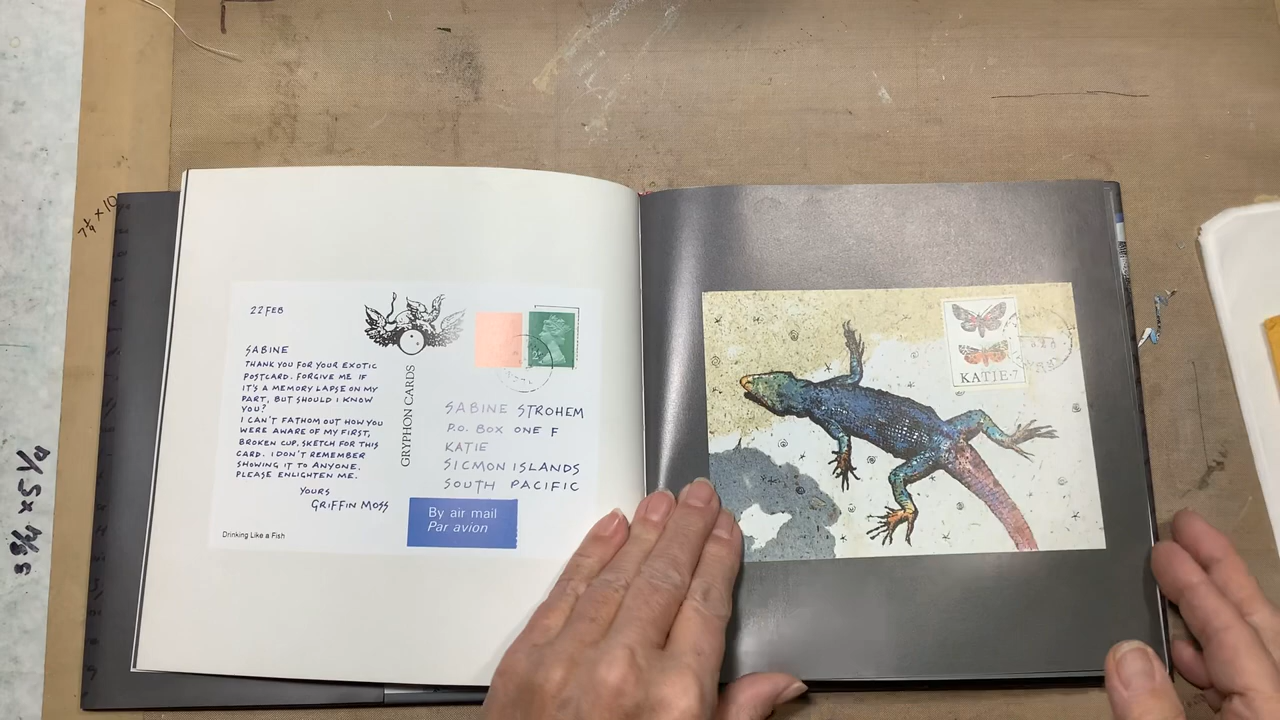 7 1/4 x 10
3 3/4 x 5 1/4
22 FEB
SABINE
THANK YOU FOR YOUR EXOTIC
POSTCARD. FORGIVE ME IF
IT'S A MEMORY LAPSE ON MY
PART, BUT SHOULD I KNOW
YOU?
I CAN'T FATHOM OUT HOW YOU
WERE AWARE OF MY FIRST,
BROKEN CUP, SKETCH FOR THIS
CARD. I DON'T REMEMBER
SHOWING IT TO ANYONE.
PLEASE ENLIGHTEN ME.
YOURS
GRIFFIN MOSS
Drinking Like a Fish
GRYPHON CARDS
SABINE STROHEM
P.O. BOX ONE F
KATIE
SICMON ISLANDS
SOUTH PACIFIC
By air mail
Par avion
KATIE·7